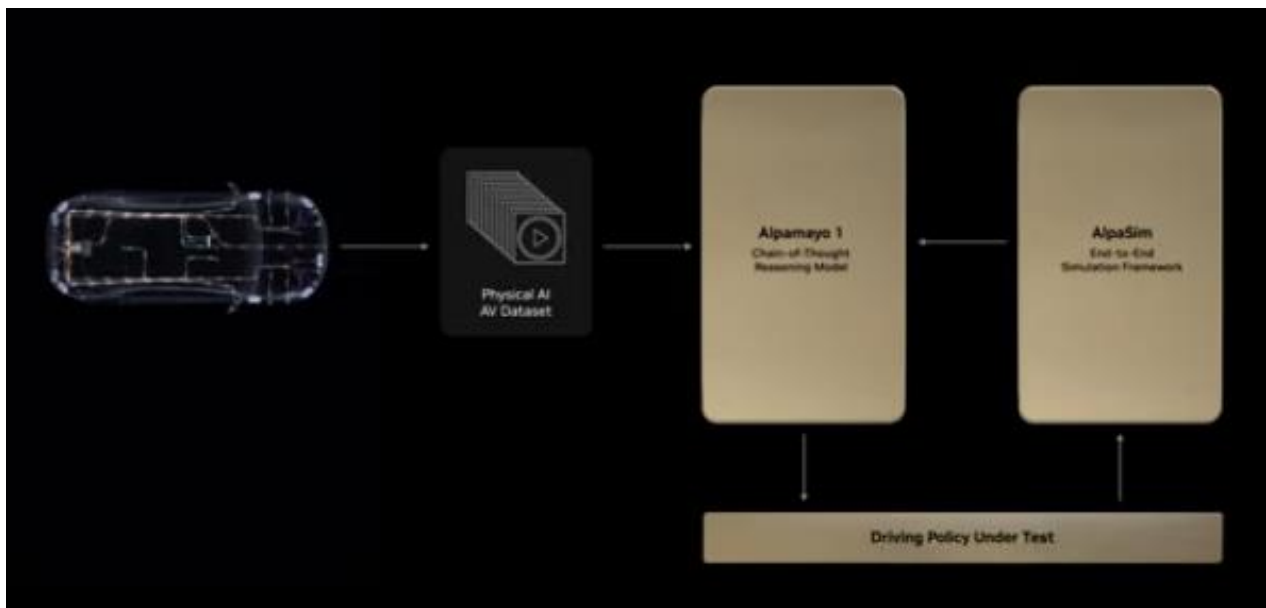 Physical AI
AV Dataset
Alpamayo 1
Chain-of-Thought
Reasoning Model
AlpaSim
End-to-End
Simulation Framework
Driving Policy Under Test